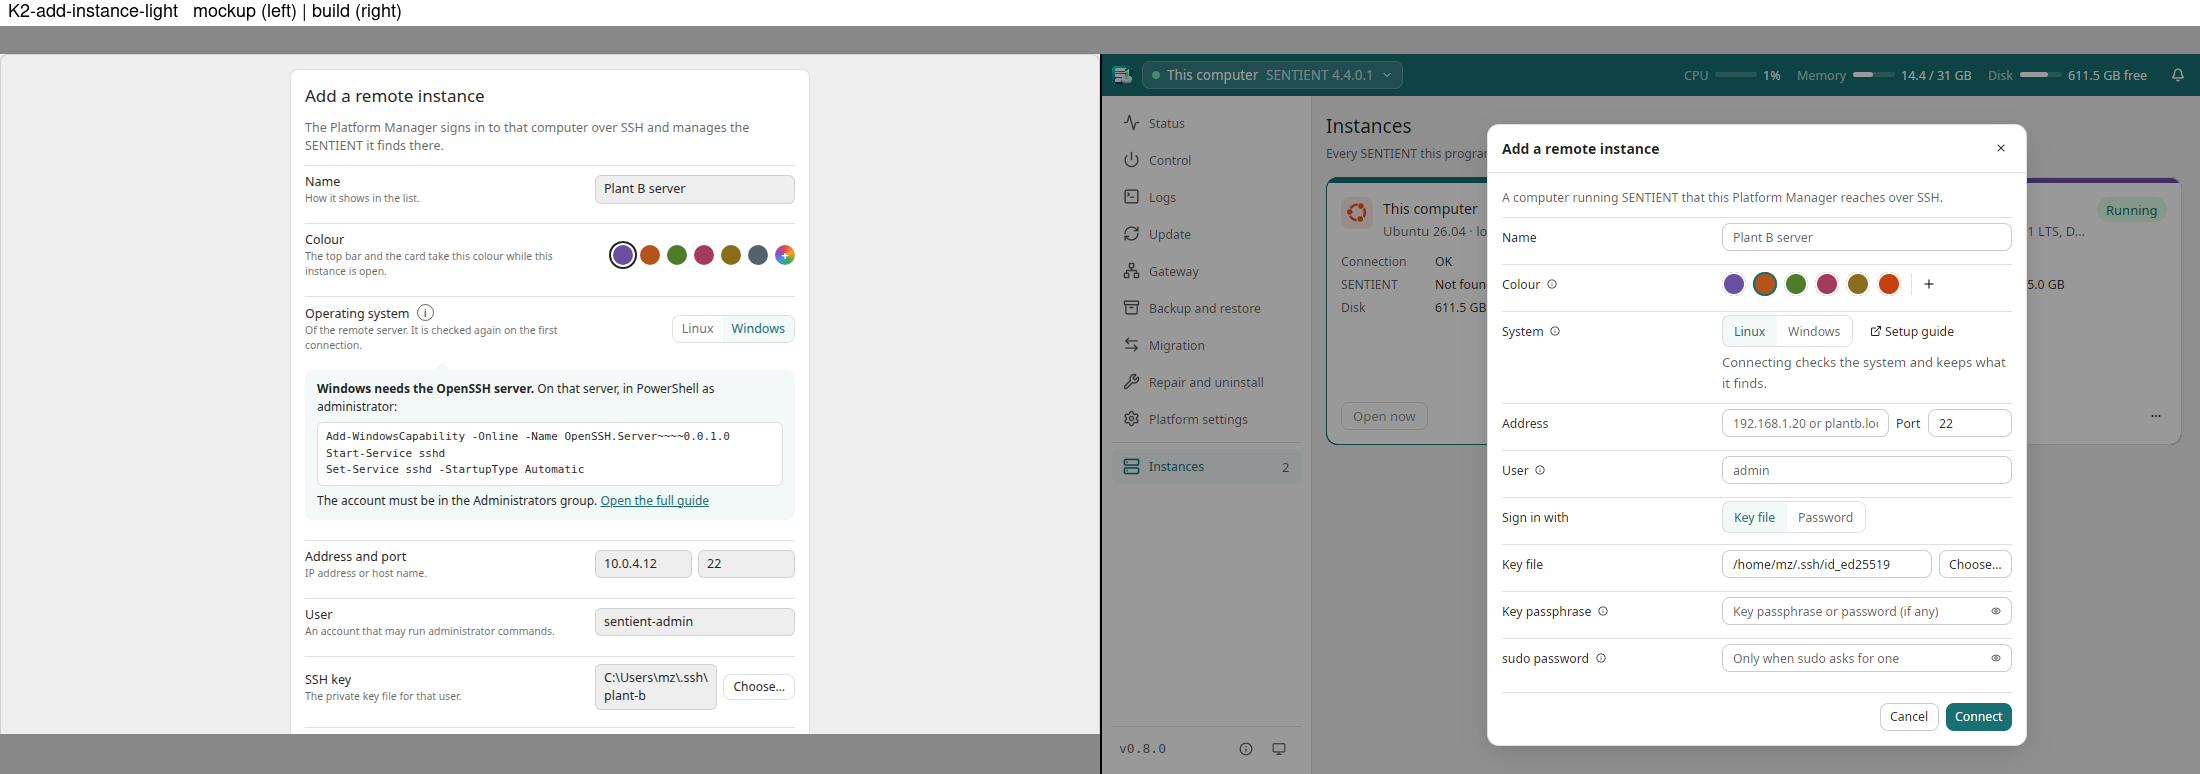 K2-add-instance-light mockup (left) | build (right)
Add a remote instance
The Platform Manager signs in to that computer over SSH and manages the
SENTIENT it finds there.
Name
How it shows in the list.
Plant B server
Colour
The top bar and the card take this colour while this
instance is open.
Operating system
Of the remote server. It is checked again on the first
connection.
Linux Windows
Windows needs the OpenSSH server. On that server, in PowerShell as
administrator:
Add-WindowsCapability -Online -Name OpenSSH.Server~~~~0.0.1.0
Start-Service sshd
Set-Service sshd -StartupType Automatic
The account must be in the Administrators group. Open the full guide
Address and port
IP address or host name.
10.0.4.12 22
User
An account that may run administrator commands.
sentient-admin
SSH key
The private key file for that user.
C:\Users\mz\.ssh\
plant-b
Choose...
This computer SENTIENT 4.4.0.1
CPU 1% Memory 14.4 / 31 GB Disk 611.5 GB free
Status
Control
Logs
Update
Gateway
Backup and restore
Migration
Repair and uninstall
Platform settings
Instances 2
v0.8.0
Instances
Every SENTIENT this progra
This computer
Ubuntu 26.04 · lo
Connection OK
SENTIENT Not foun
Disk 611.5 GB
Open now
Running
1 LTS, D...
5.0 GB
...
Add a remote instance
A computer running SENTIENT that this Platform Manager reaches over SSH.
Name Plant B server
Colour
System Linux Windows Setup guide
Connecting checks the system and keeps what
it finds.
Address 192.168.1.20 or plantb.loc Port 22
User admin
Sign in with Key file Password
Key file /home/mz/.ssh/id_ed25519 Choose...
Key passphrase Key passphrase or password (if any)
sudo password Only when sudo asks for one
Cancel Connect